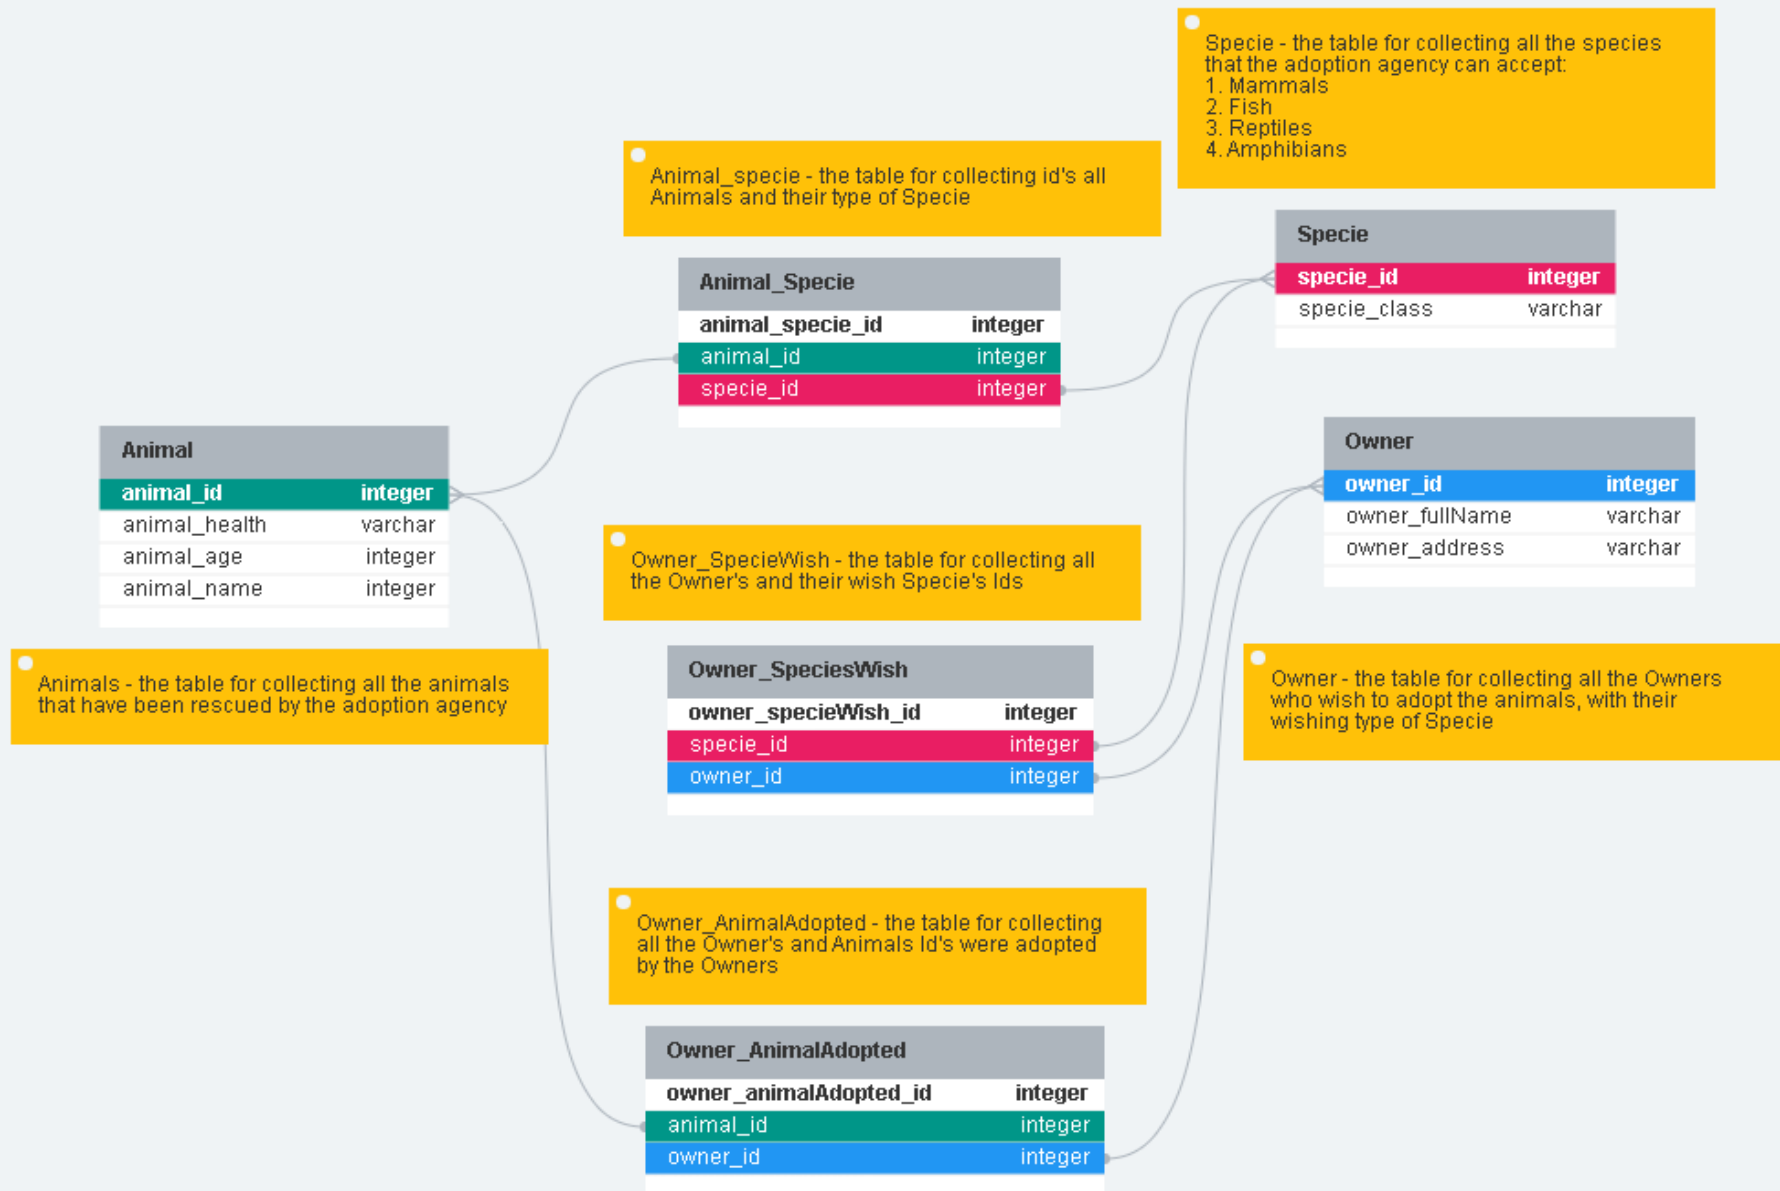 Specie - the table for collecting all the species
that the adoption agency can accept:
1. Mammals
2. Fish
3. Reptiles
4. Amphibians
Animal_specie - the table for collecting id's all
Animals and their type of Specie
Specie
specie_id integer
specie_class varchar
Animal_Specie
animal_specie_id integer
animal_id integer
specie_id integer
Animal
animal_id integer
animal_health varchar
animal_age integer
animal_name integer
Owner
owner_id integer
owner_fullName varchar
owner_address varchar
Owner_SpecieWish - the table for collecting all
the Owner's and their wish Specie's Ids
Animals - the table for collecting all the animals
that have been rescued by the adoption agency
Owner_SpeciesWish
owner_specieWish_id integer
specie_id integer
owner_id integer
Owner - the table for collecting all the Owners
who wish to adopt the animals, with their
wishing type of Specie
Owner_AnimalAdopted - the table for collecting
all the Owner's and Animals Id's were adopted
by the Owners
Owner_AnimalAdopted
owner_animalAdopted_id integer
animal_id integer
owner_id integer